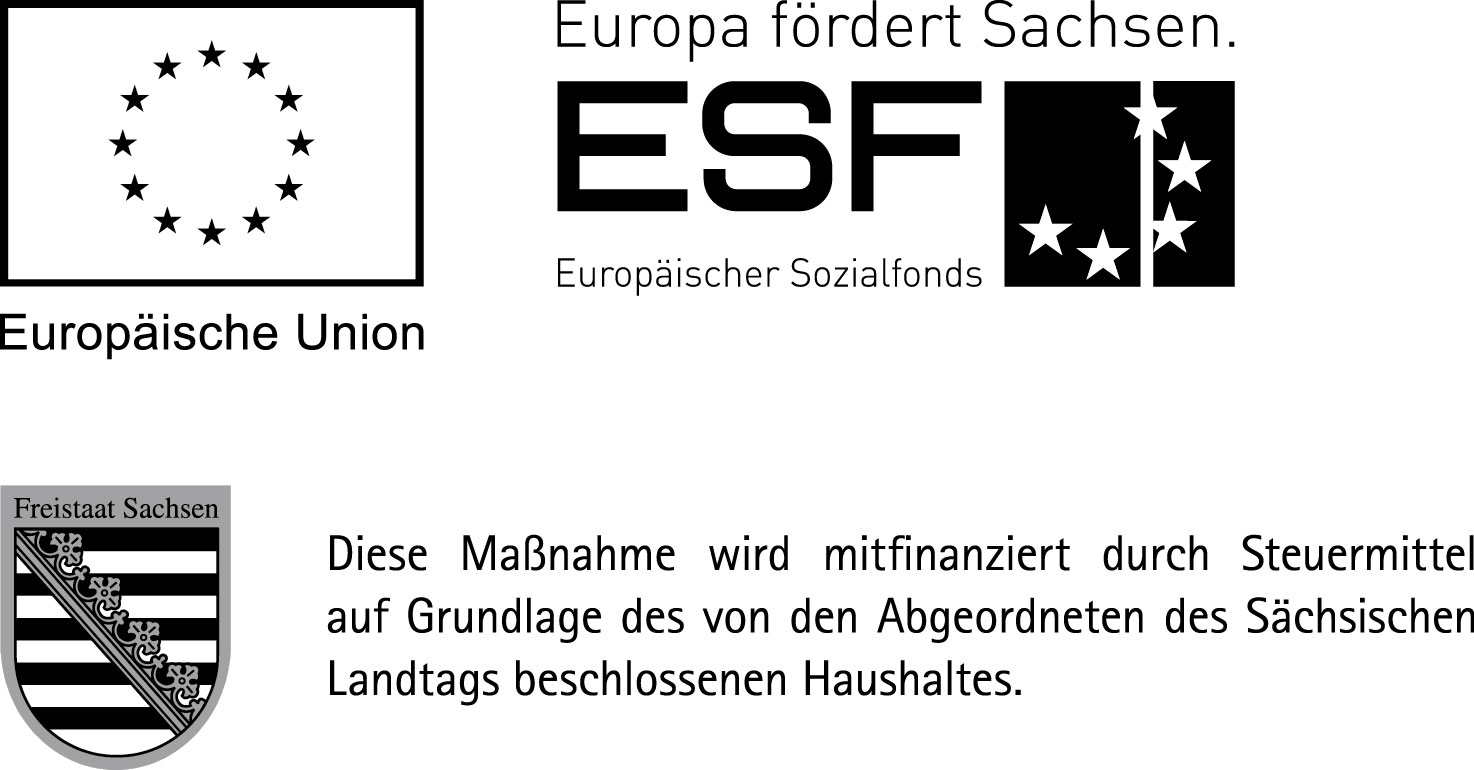 Europa fördert Sachsen.
ESF
Europäischer Sozialfonds
Europäische Union
Freistaat Sachsen
Diese Maßnahme wird mitfinanziert durch Steuermittel
auf Grundlage des von den Abgeordneten des Sächsischen
Landtags beschlossenen Haushaltes.